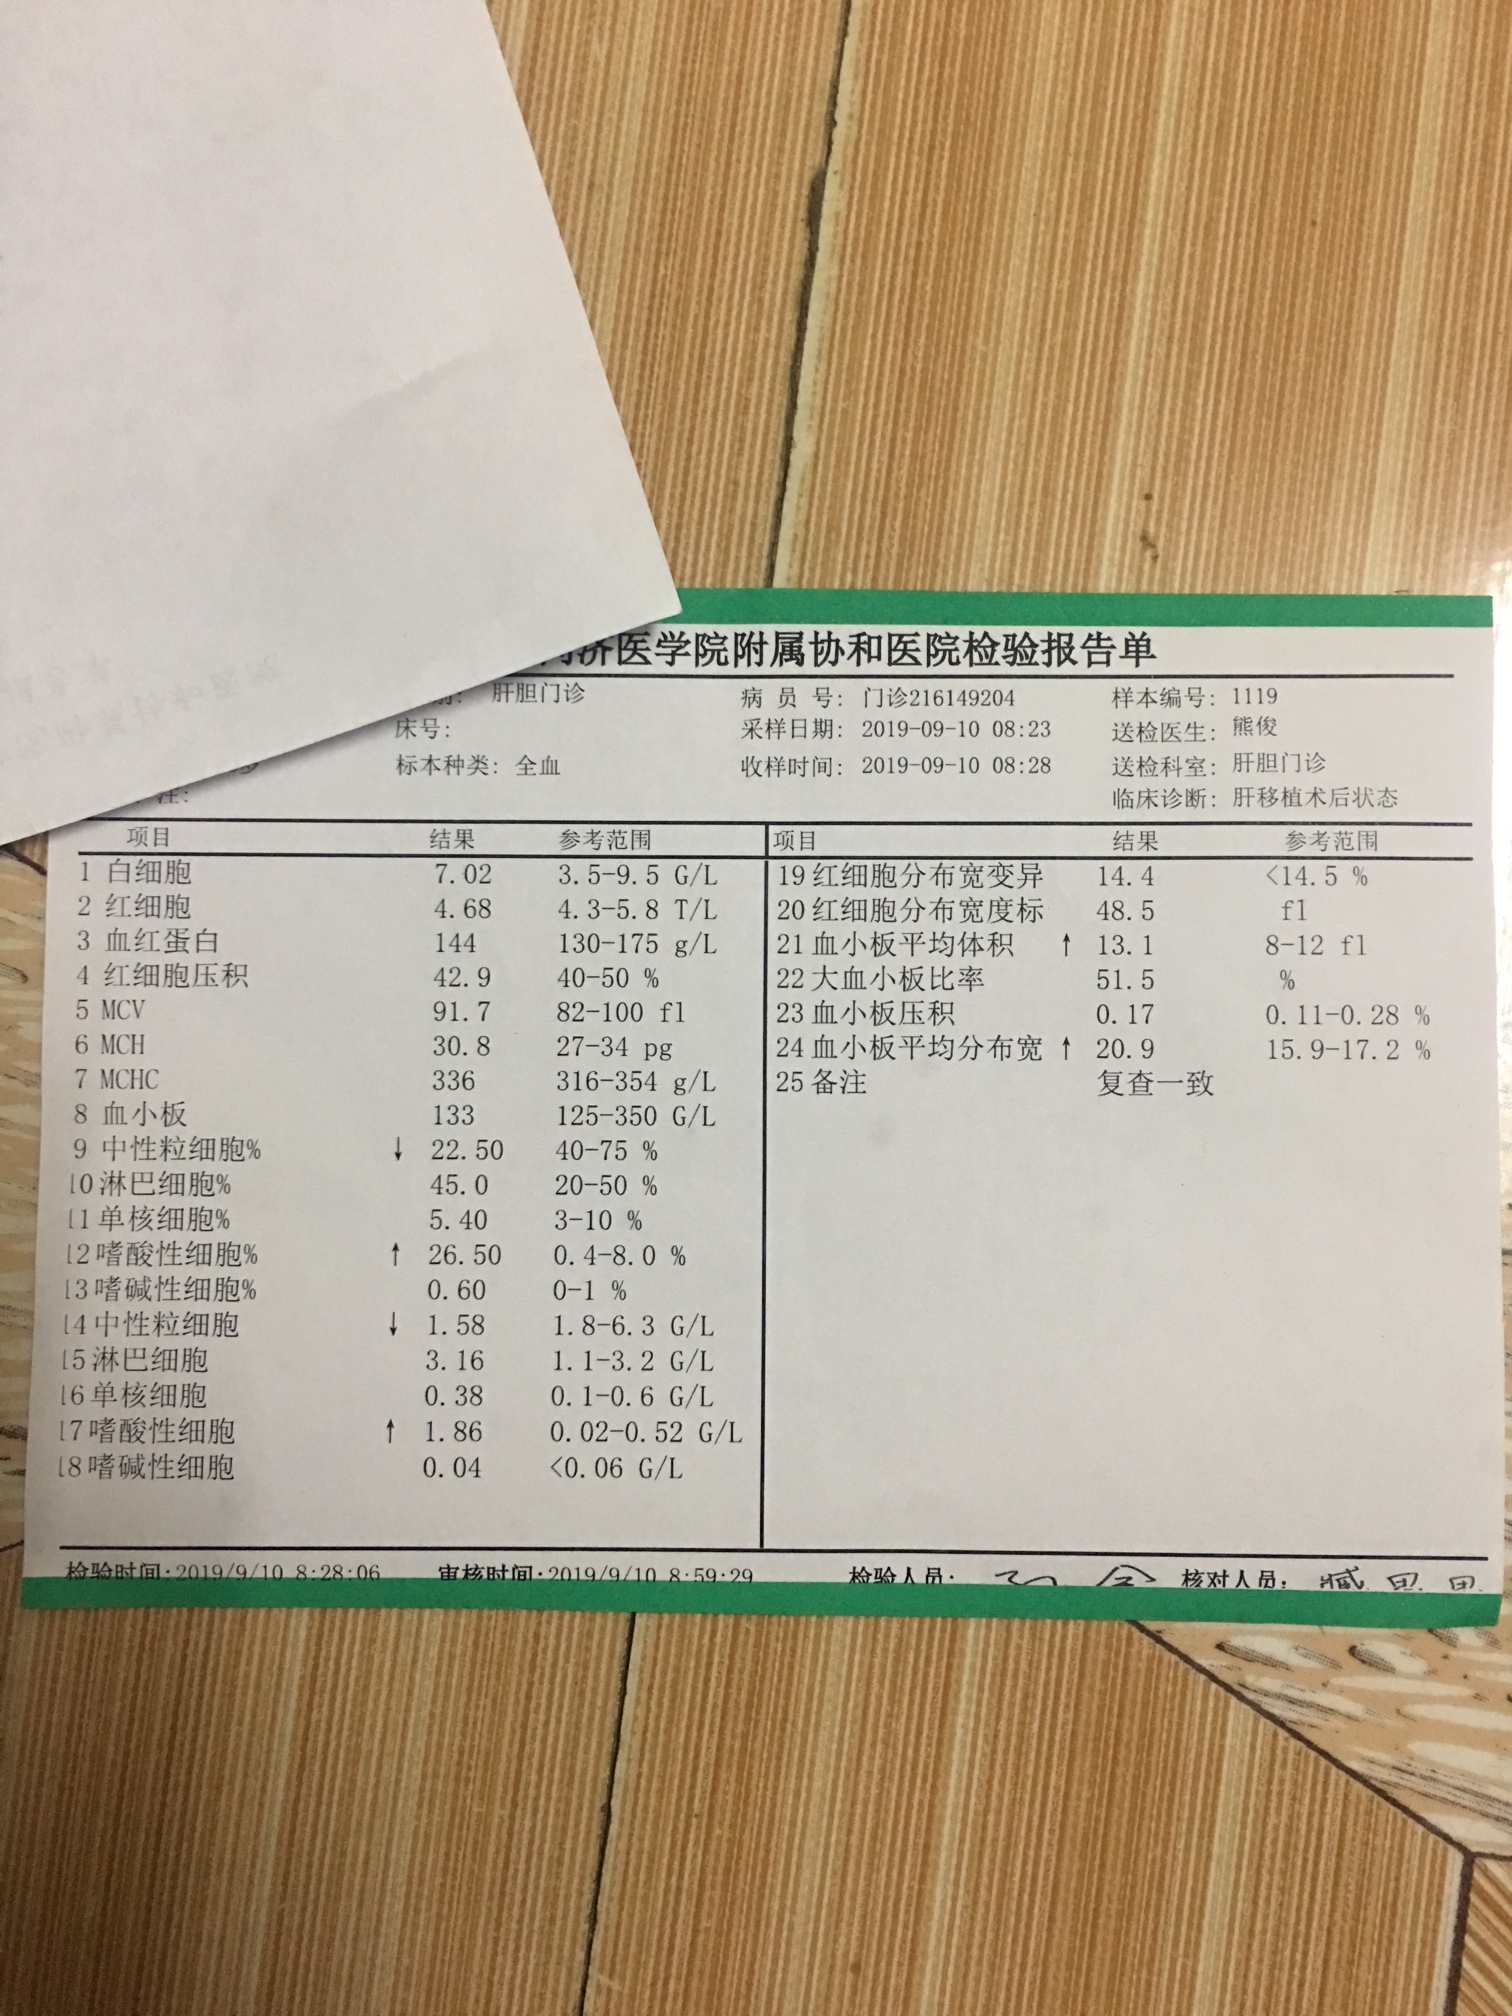 济医学院附属协和医院检验报告单
肝胆门诊 病 员 号: 门诊216149204 样本编号: 1119
床号: 采样日期: 2019-09-10 08:23 送检医生: 熊俊
标本种类: 全血 收样时间: 2019-09-10 08:28 送检科室: 肝胆门诊
注: 临床诊断: 肝移植术后状态
项目 结果 参考范围 项目 结果 参考范围
1 白细胞 7.02 3.5-9.5 G/L
2 红细胞 4.68 4.3-5.8 T/L
3 血红蛋白 144 130-175 g/L
4 红细胞压积 42.9 40-50 %
5 MCV 91.7 82-100 fl
6 MCH 30.8 27-34 pg
7 MCHC 336 316-354 g/L
8 血小板 133 125-350 G/L
9 中性粒细胞% ↓ 22.50 40-75 %
10 淋巴细胞% 45.0 20-50 %
11 单核细胞% 5.40 3-10 %
12 嗜酸性细胞% ↑ 26.50 0.4-8.0 %
13 嗜碱性细胞% 0.60 0-1 %
14 中性粒细胞 ↓ 1.58 1.8-6.3 G/L
15 淋巴细胞 3.16 1.1-3.2 G/L
16 单核细胞 0.38 0.1-0.6 G/L
17 嗜酸性细胞 ↑ 1.86 0.02-0.52 G/L
18 嗜碱性细胞 0.04 <0.06 G/L
19 红细胞分布宽变异 14.4 <14.5 %
20 红细胞分布宽度标 48.5 fl
21 血小板平均体积 ↑ 13.1 8-12 fl
22 大血小板比率 51.5 %
23 血小板压积 0.17 0.11-0.28 %
24 血小板平均分布宽 ↑ 20.9 15.9-17.2 %
25 备注 复查一致
检验时间:2019/9/10 8:28:06 审核时间:2019/9/10 8:59:29 检验人员: 核对人员: